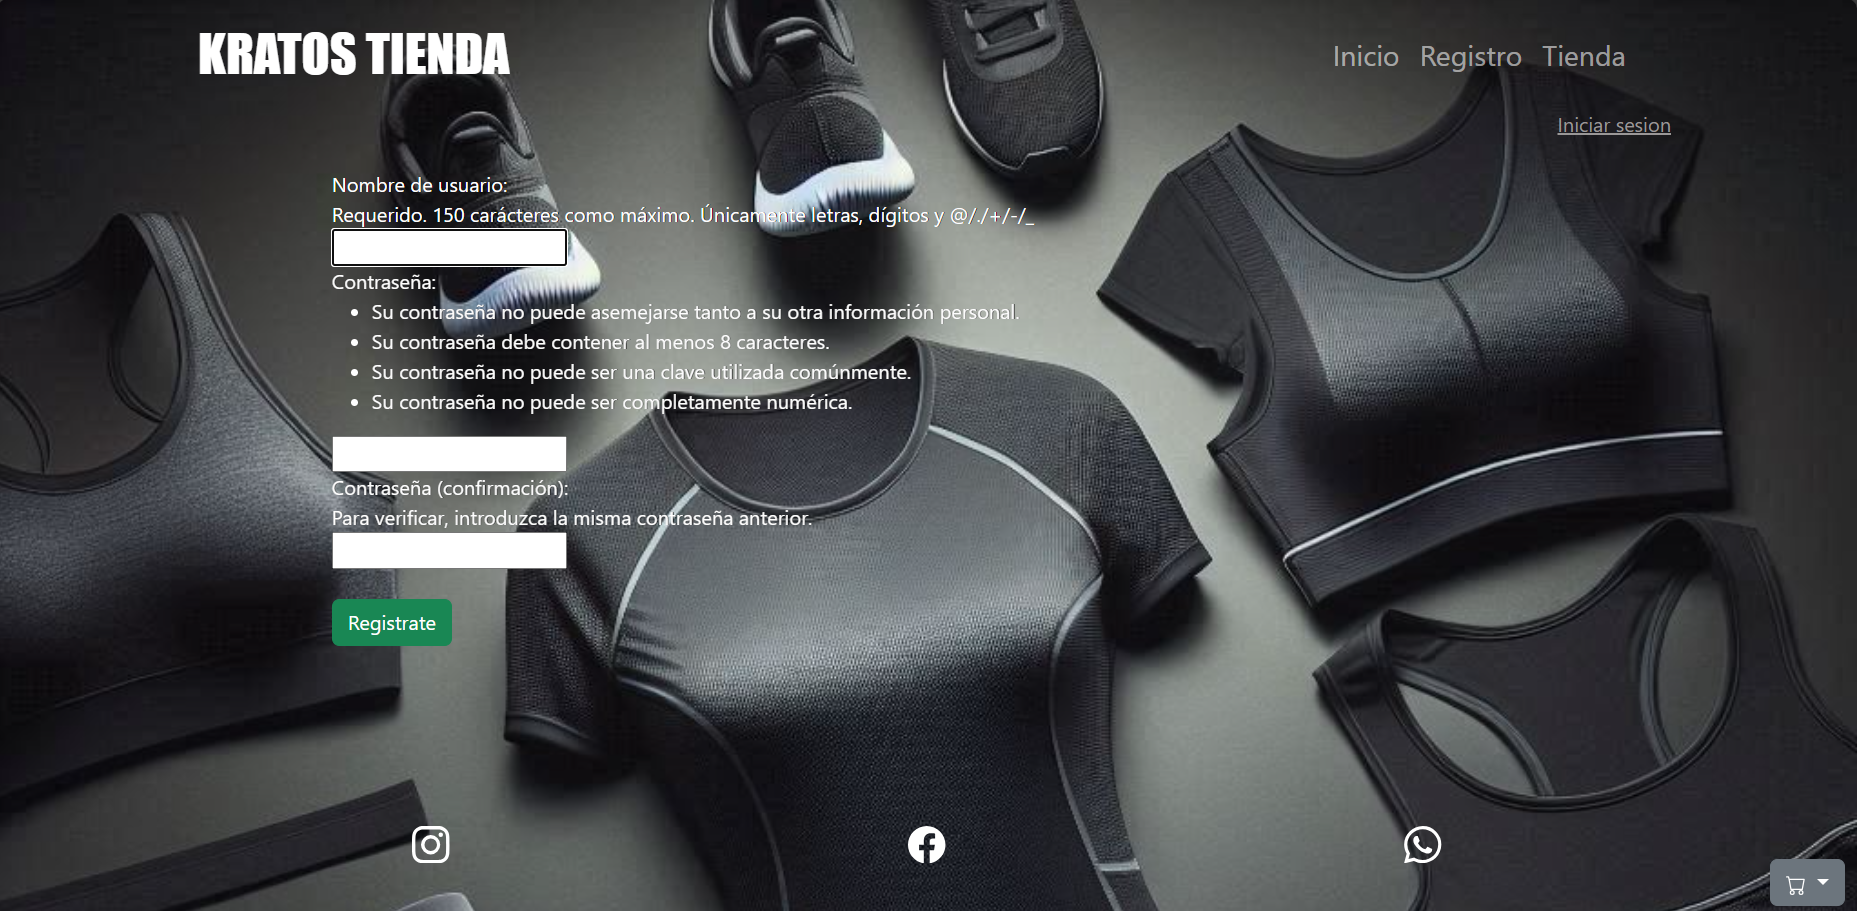 KRATOS TIENDA
Inicio Registro Tienda
Iniciar sesion
Nombre de usuario:
Requerido. 150 carácteres como máximo. Únicamente letras, dígitos y @/./+/-/_
Contraseña:
• Su contraseña no puede asemejarse tanto a su otra información personal.
• Su contraseña debe contener al menos 8 caracteres.
• Su contraseña no puede ser una clave utilizada comúnmente.
• Su contraseña no puede ser completamente numérica.
Contraseña (confirmación):
Para verificar, introduzca la misma contraseña anterior.
Registrate